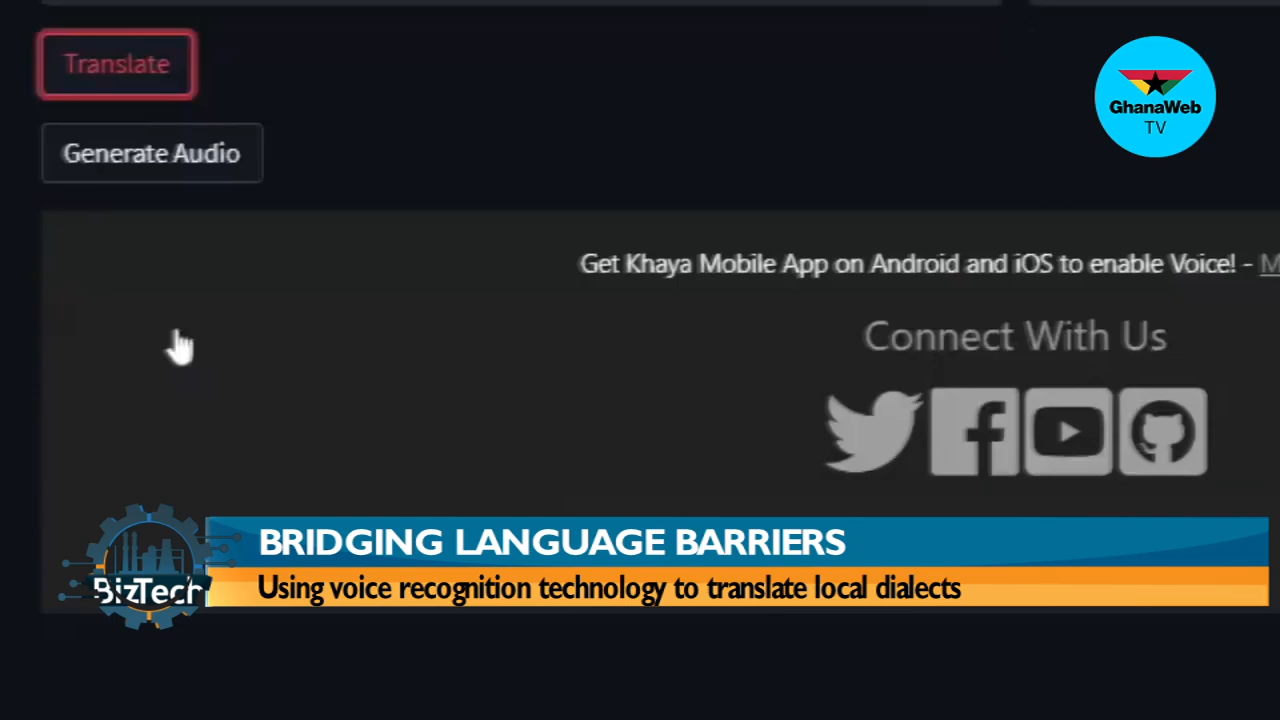 Translate
GhanaWeb
TV
Generate Audio
Get Khaya Mobile App on Android and iOS to enable Voice! -
Connect With Us
BRIDGING LANGUAGE BARRIERS
BizTech
Using voice recognition technology to translate local dialects